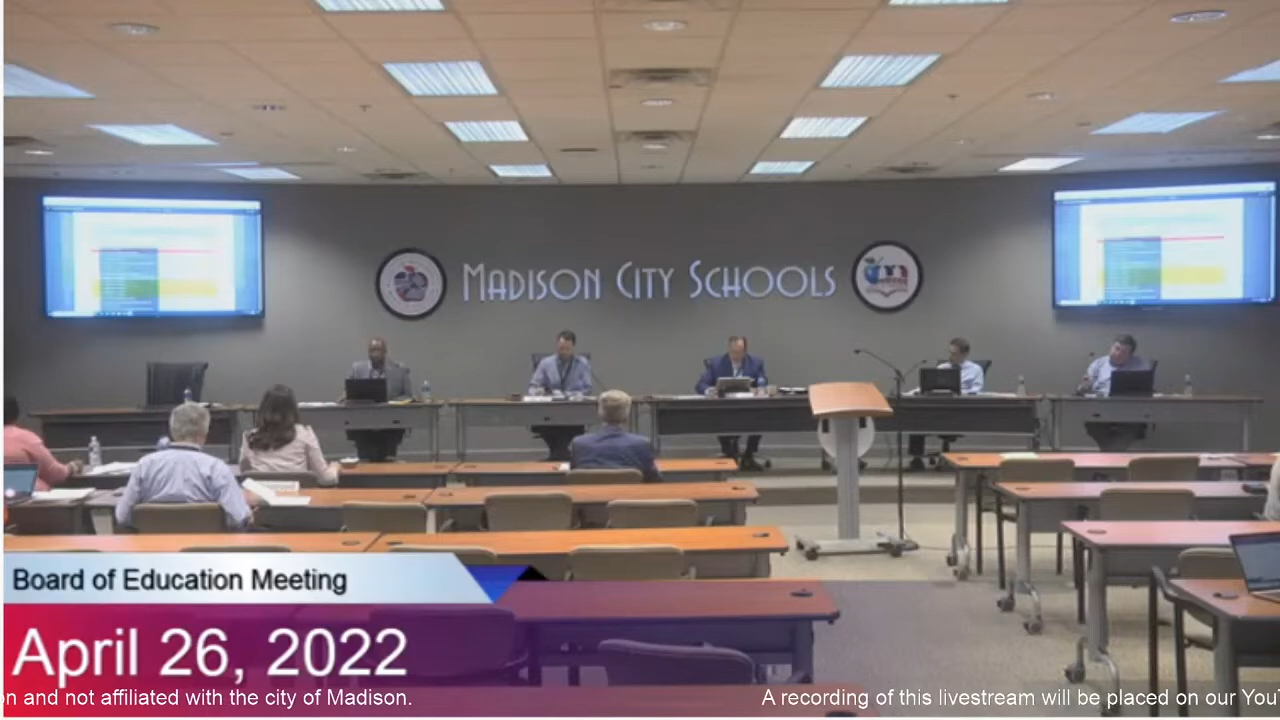 MADISON CITY SCHOOLS
Board of Education Meeting
April 26, 2022
n and not affiliated with the city of Madison.
A recording of this livestream will be placed on our You